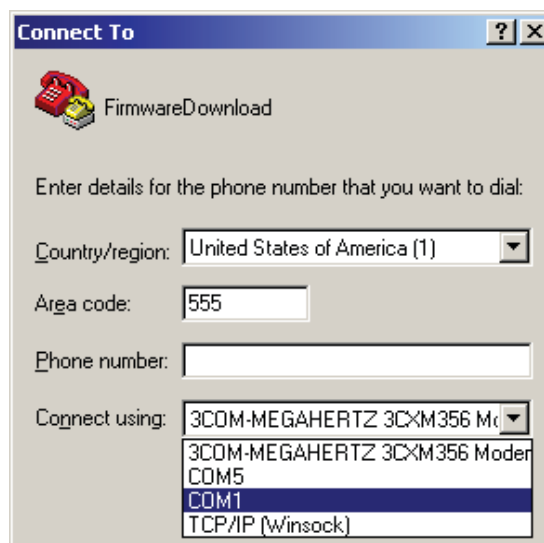 Connect To
FirmwareDownload
Enter details for the phone number that you want to dial:
Country/region: United States of America (1)
Area code: 555
Phone number:
Connect using: 3COM-MEGAHERTZ 3CXM356 Mc
3COM-MEGAHERTZ 3CXM356 Moder
COM5
COM1
TCP/IP (Winsock)